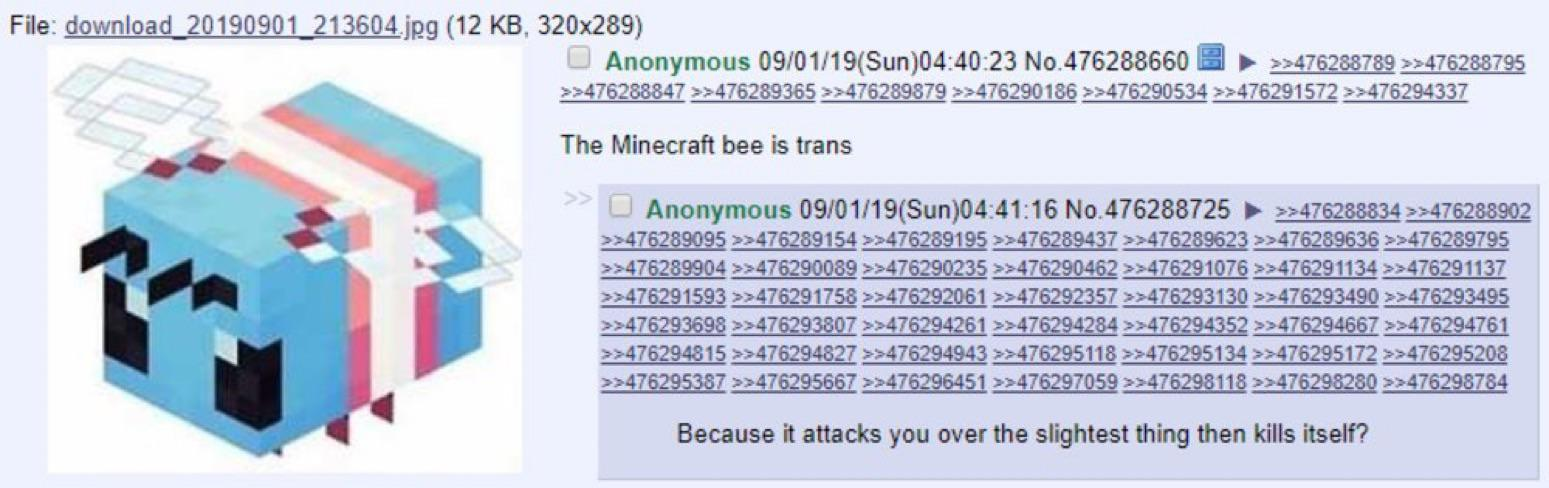 File: download_20190901_213604.jpg (12 KB, 320x289)
Anonymous 09/01/19(Sun)04:40:23 No.476288660 ▶ >>476288789 >>476288795
>>476288847 >>476289365 >>476289879 >>476290186 >>476290534 >>476291572 >>476294337
The Minecraft bee is trans
>> Anonymous 09/01/19(Sun)04:41:16 No.476288725 ▶ >>476288834 >>476288902
>>476289095 >>476289154 >>476289195 >>476289437 >>476289623 >>476289636 >>476289795
>>476289904 >>476290089 >>476290235 >>476290462 >>476291076 >>476291134 >>476291137
>>476291593 >>476291758 >>476292061 >>476292357 >>476293130 >>476293490 >>476293495
>>476293698 >>476293807 >>476294261 >>476294284 >>476294352 >>476294667 >>476294761
>>476294815 >>476294827 >>476294943 >>476295118 >>476295134 >>476295172 >>476295208
>>476295387 >>476295667 >>476296451 >>476297059 >>476298118 >>476298280 >>476298784
Because it attacks you over the slightest thing then kills itself?